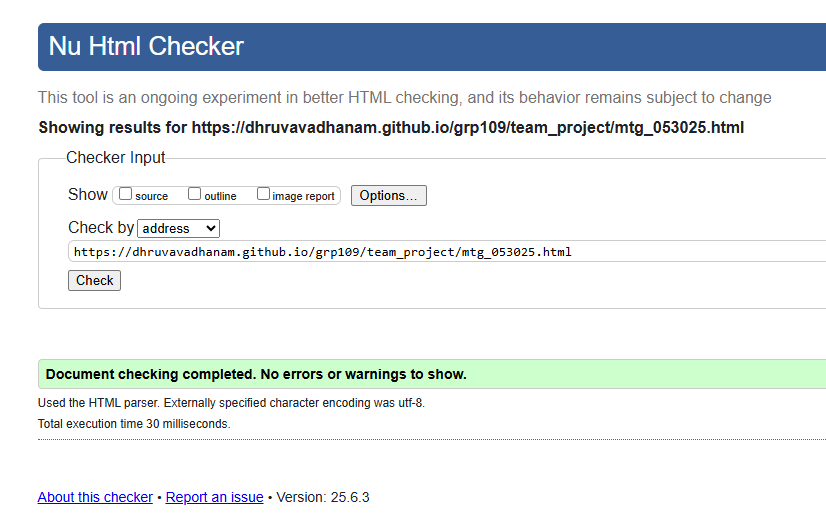 Nu Html Checker
This tool is an ongoing experiment in better HTML checking, and its behavior remains subject to change
Showing results for https://dhruvavadhanam.github.io/grp109/team_project/mtg_053025.html
Checker Input
Show source outline image report Options...
Check by address
https://dhruvavadhanam.github.io/grp109/team_project/mtg_053025.html
Check
Document checking completed. No errors or warnings to show.
Used the HTML parser. Externally specified character encoding was utf-8.
Total execution time 30 milliseconds.
About this checker • Report an issue • Version: 25.6.3